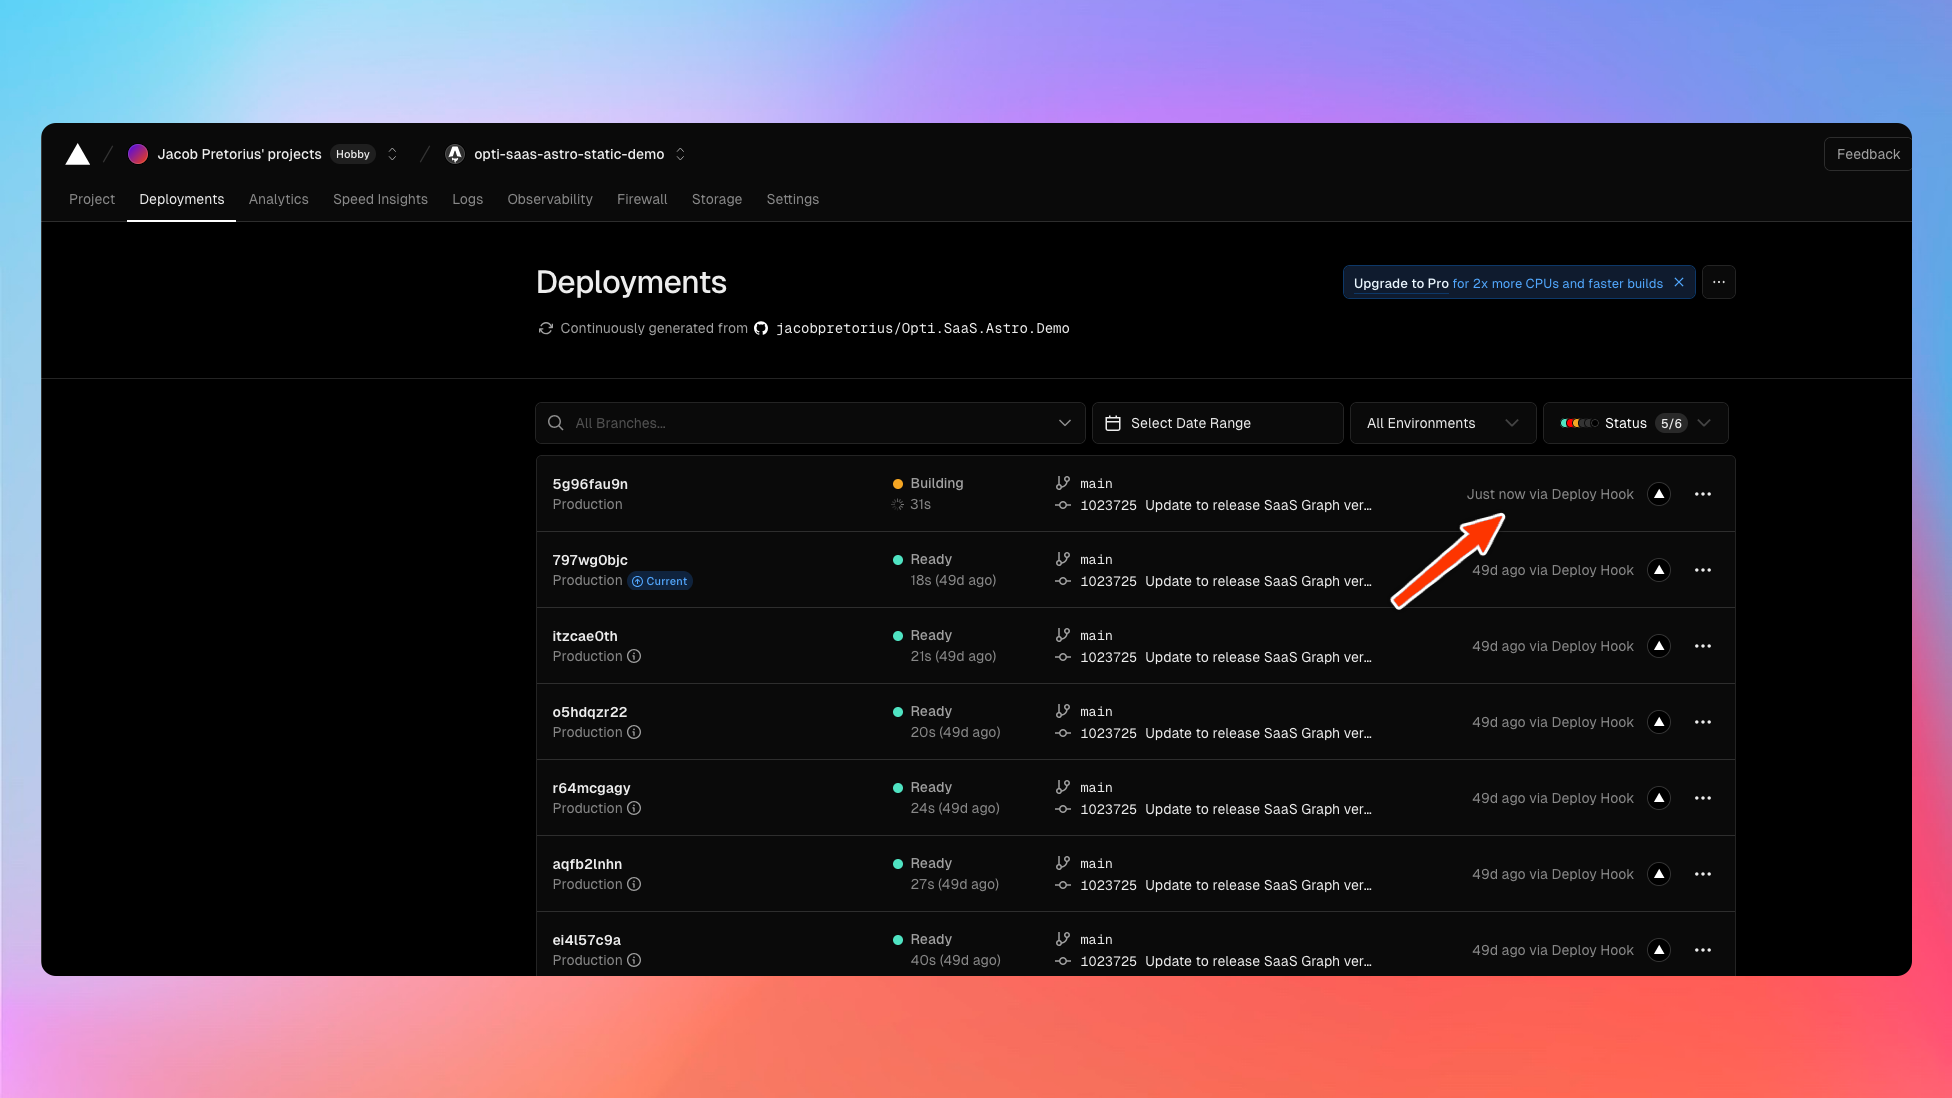 Jacob Pretorius' projects Hobby opti-saas-astro-static-demo Feedback
Project Deployments Analytics Speed Insights Logs Observability Firewall Storage Settings
Deployments
Upgrade to Pro for 2x more CPUs and faster builds
Continuously generated from jacobpretorius/Opti.SaaS.Astro.Demo
All Branches... Select Date Range All Environments Status 5/6
5g96fau9n Building main
Production 31s 1023725 Update to release SaaS Graph ver... Just now via Deploy Hook
797wg0bjc Ready main
Production Current 18s (49d ago) 1023725 Update to release SaaS Graph ver... 49d ago via Deploy Hook
itzcae0th Ready main
Production 21s (49d ago) 1023725 Update to release SaaS Graph ver... 49d ago via Deploy Hook
o5hdqzr22 Ready main
Production 20s (49d ago) 1023725 Update to release SaaS Graph ver... 49d ago via Deploy Hook
r64mcgagy Ready main
Production 24s (49d ago) 1023725 Update to release SaaS Graph ver... 49d ago via Deploy Hook
aqfb2lnhn Ready main
Production 27s (49d ago) 1023725 Update to release SaaS Graph ver... 49d ago via Deploy Hook
ei4l57c9a Ready main
Production 40s (49d ago) 1023725 Update to release SaaS Graph ver... 49d ago via Deploy Hook